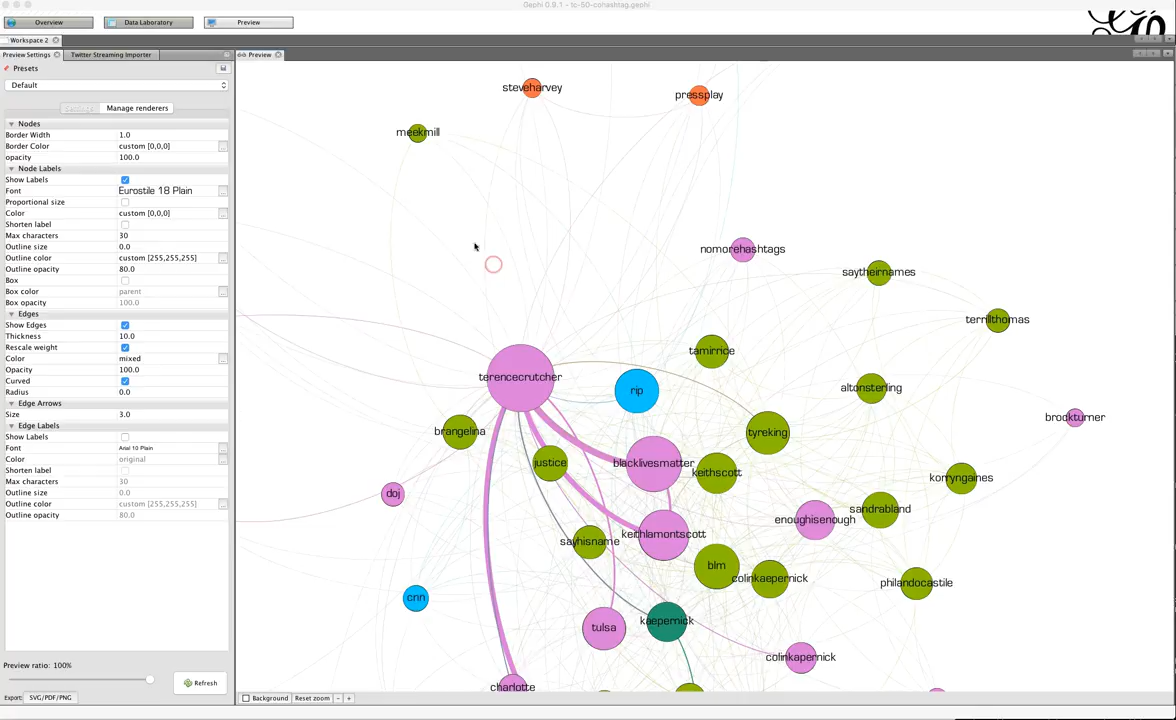 Gephi 0.9.1 - tc-50-cohashtag.gephi
Overview
Data Laboratory
Preview
Workspace 2
Preview Settings
Twitter Streaming Importer
Presets
Default
Settings
Manage renderers
Nodes
Border Width 1.0
Border Color custom [0,0,0] ...
opacity 100.0
Node Labels
Show Labels
Font Eurostile 18 Plain ...
Proportional size
Color custom [0,0,0] ...
Shorten label
Max characters 30
Outline size 0.0
Outline color custom [255,255,255] ...
Outline opacity 80.0
Box
Box color parent ...
Box opacity 100.0
Edges
Show Edges
Thickness 10.0
Rescale weight
Color mixed ...
Opacity 100.0
Curved
Radius 0.0
Edge Arrows
Size 3.0
Edge Labels
Show Labels
Font Arial 10 Plain ...
Color original ...
Shorten label
Max characters 30
Outline size 0.0
Outline color custom [255,255,255] ...
Outline opacity 80.0
Preview ratio: 100%
Refresh
Export: SVG/PDF/PNG
Preview
steveharvey
pressplay
meekmill
nomorehashtags
saytheirnames
terrillthomas
tamirrice
terencecrutcher
rip
altonsterling
brookturner
brangelina
tyreking
justice
blacklivesmatter
keithscott
korryngaines
doj
sandrabland
enoughisenough
keithlamontscott
sayhisname
blm
colinkaepernick
philandocastile
cnn
kaepernick
tulsa
colinkapernick
charlotte
Background
Reset zoom
-
+